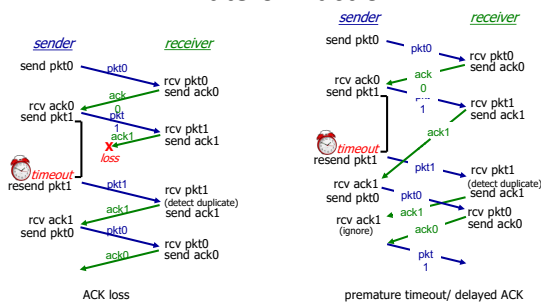 sender
receiver
send pkt0
pkt0
rcv pkt0
send ack0
ack
0
rcv ack0
send pkt1
pkt
1
rcv pkt1
send ack1
ack1
X
loss
timeout
resend pkt1
pkt1
rcv pkt1
(detect duplicate)
send ack1
ack1
rcv ack1
send pkt0
pkt0
rcv pkt0
send ack0
ack0
ACK loss
sender
receiver
send pkt0
pkt0
rcv pkt0
send ack0
ack
0
rcv ack0
send pkt1
1
rcv pkt1
send ack1
ack1
timeout
resend pkt1
pkt1
rcv pkt1
(detect duplicate)
send ack1
rcv ack1
send pkt0
pkt0
ack1
rcv pkt0
send ack0
rcv ack1
(ignore)
ack0
pkt
1
premature timeout/ delayed ACK